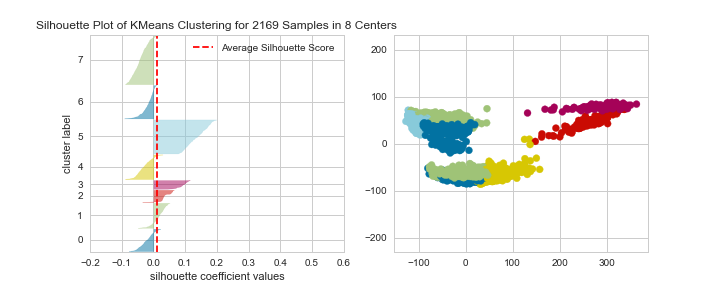 Silhouette Plot of KMeans Clustering for 2169 Samples in 8 Centers
Average Silhouette Score
cluster label
7
6
5
4
3
2
1
0
−0.2 −0.1 0.0 0.1 0.2 0.3 0.4 0.5 0.6
silhouette coefficient values
200
100
0
−100
−200
−100 0 100 200 300